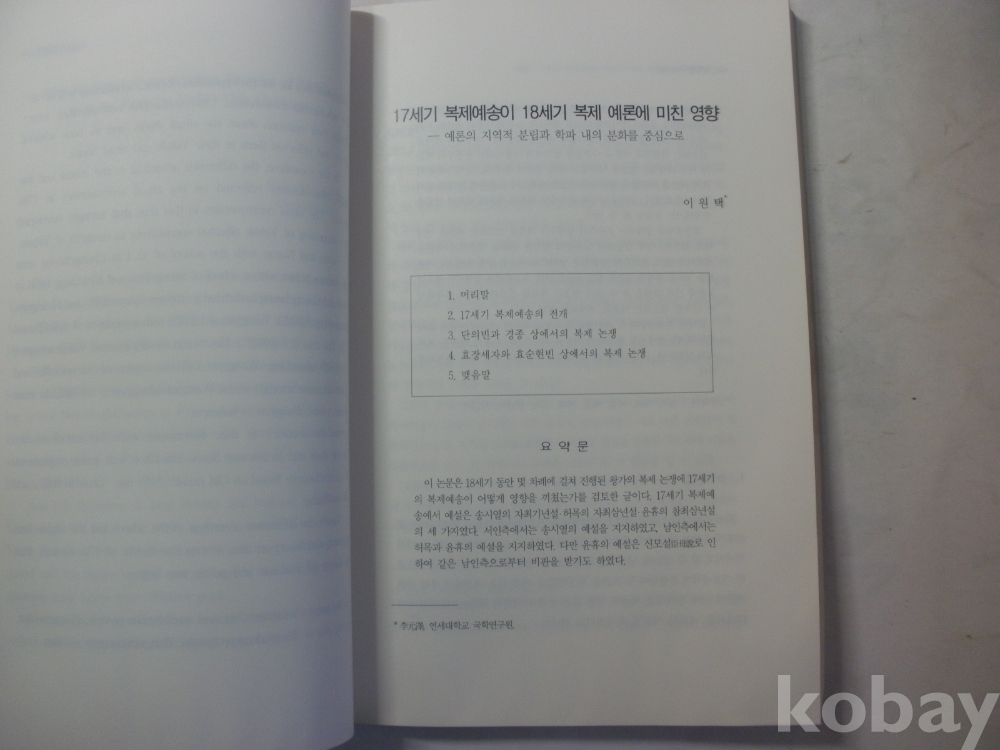 17세기 복제예송이 18세기 복제 예론에 미친 영향
— 예론의 지역적 분립과 학파 내의 분화를 중심으로
이 원 택*
1. 머리말
2. 17세기 복제예송의 전개
3. 단의빈과 경종 상에서의 복제 논쟁
4. 효장세자와 효순현빈 상에서의 복제 논쟁
5. 맺음말
요 약 문
이 논문은 18세기 동안 몇 차례에 걸쳐 진행된 왕가의 복제 논쟁에 17세기
의 복제예송이 어떻게 영향을 끼쳤는가를 검토한 글이다. 17세기 복제예
송에서 예설은 송시열의 자최기년설·허목의 자최삼년설·윤휴의 참최삼년설
의 세 가지였다. 서인측에서는 송시열의 예설을 지지하였고, 남인측에서는
허목과 윤휴의 예설을 지지하였다. 다만 윤휴의 예설은 신모설臣母說로 인
하여 같은 남인측으로부터 비판을 받기도 하였다.
* 李元澤, 연세대학교 국학연구원.
kobay